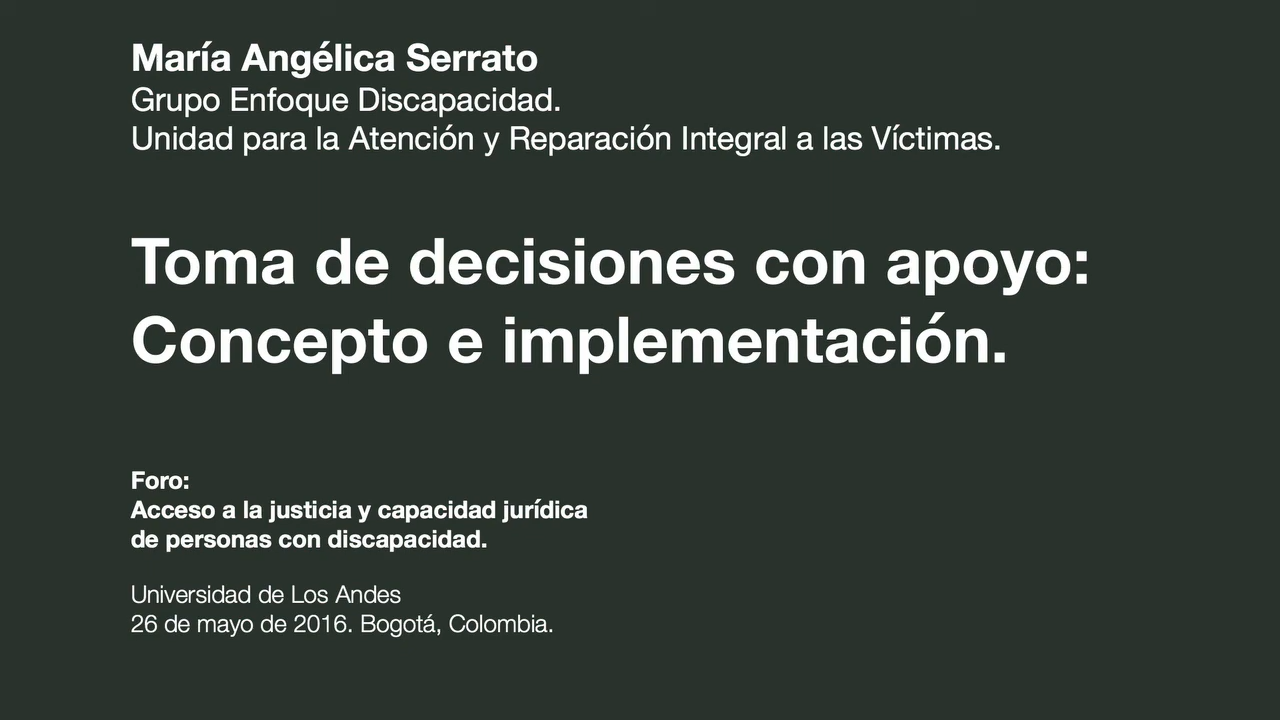 María Angélica Serrato
Grupo Enfoque Discapacidad.
Unidad para la Atención y Reparación Integral a las Víctimas.
Toma de decisiones con apoyo:
Concepto e implementación.
Foro:
Acceso a la justicia y capacidad jurídica
de personas con discapacidad.
Universidad de Los Andes
26 de mayo de 2016. Bogotá, Colombia.